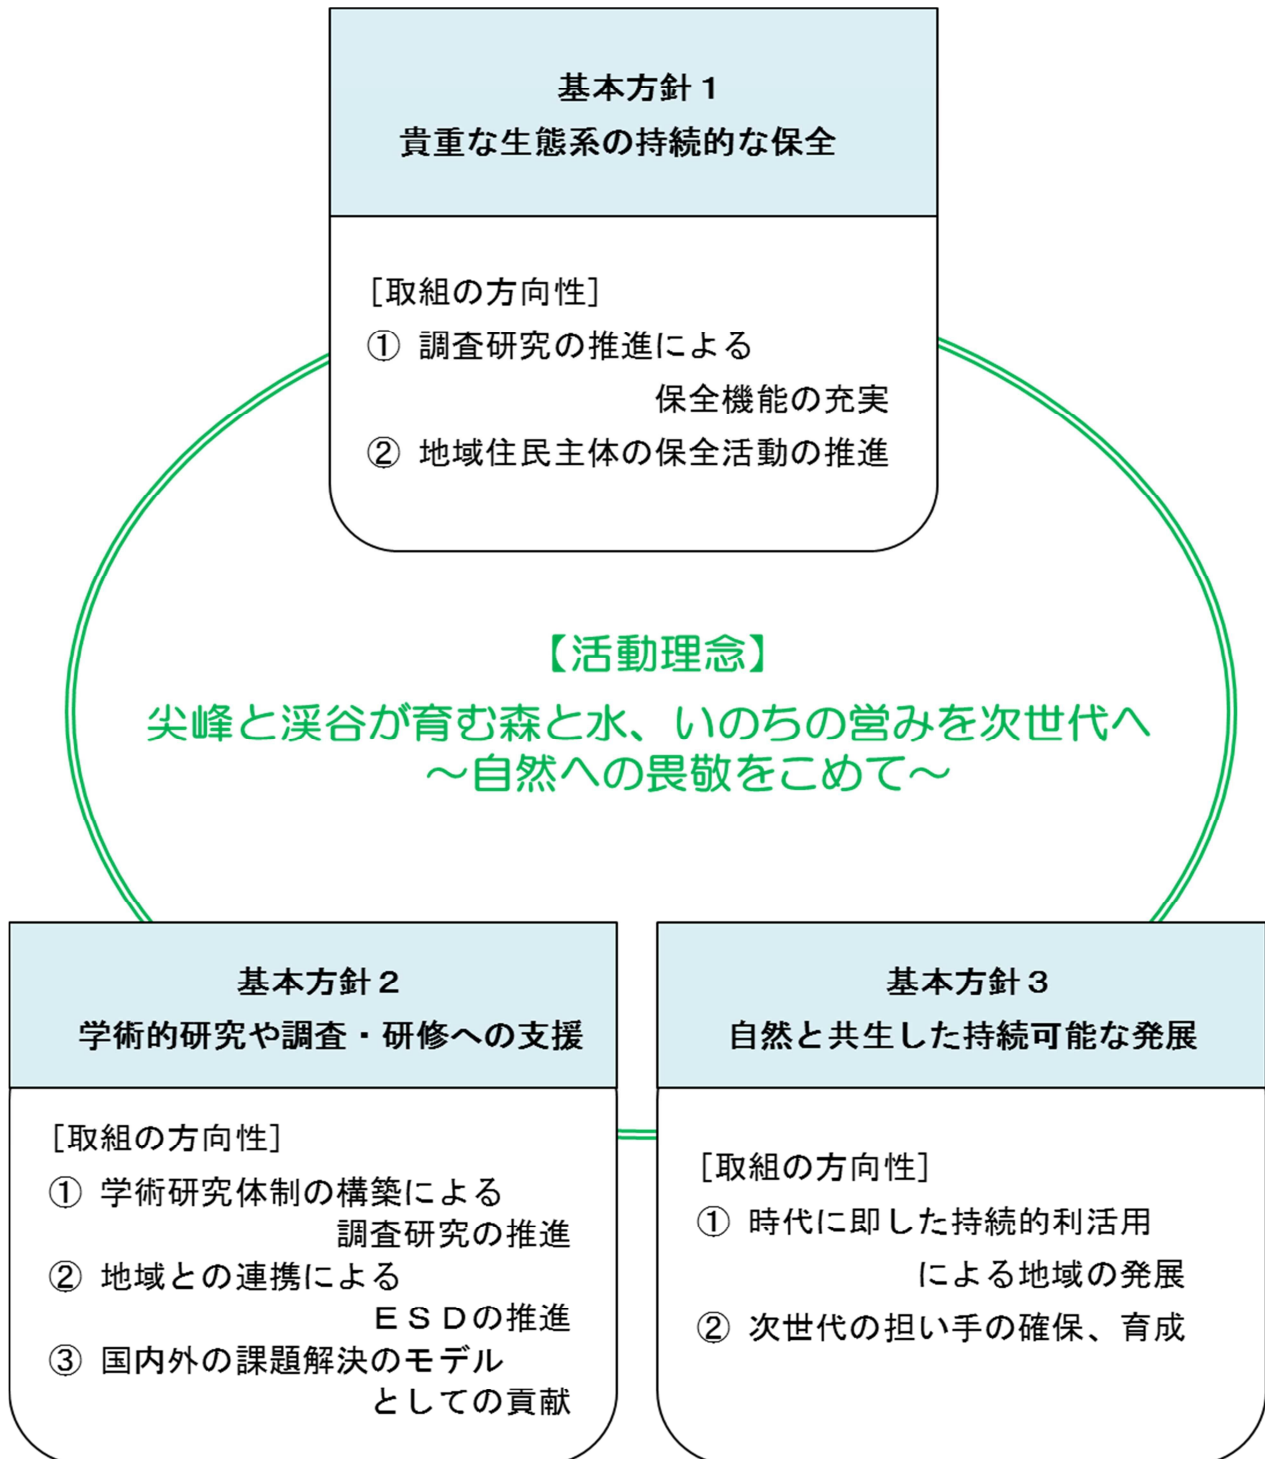 基本方針１
貴重な生態系の持続的な保全
［取組の方向性］
① 調査研究の推進による
保全機能の充実
② 地域住民主体の保全活動の推進
【活動理念】
尖峰と渓谷が育む森と水、いのちの営みを次世代へ
～自然への畏敬をこめて～
基本方針２
学術的研究や調査・研修への支援
［取組の方向性］
① 学術研究体制の構築による
調査研究の推進
② 地域との連携による
ＥＳＤの推進
③ 国内外の課題解決のモデル
としての貢献
基本方針３
自然と共生した持続可能な発展
［取組の方向性］
① 時代に即した持続的利活用
による地域の発展
② 次世代の担い手の確保、育成